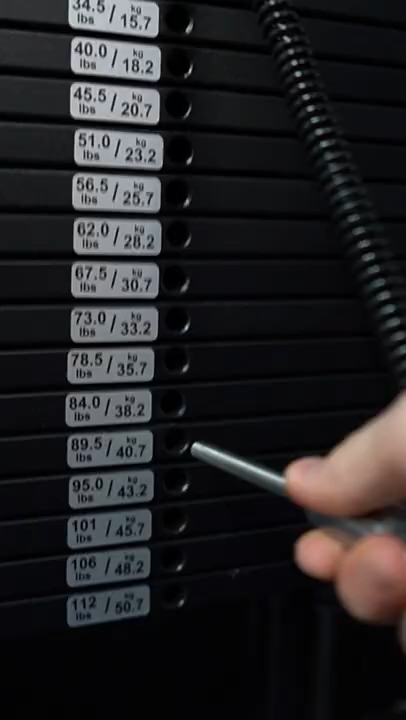 34.5 lbs / kg 15.7
40.0 lbs / kg 18.2
45.5 lbs / kg 20.7
51.0 lbs / kg 23.2
56.5 lbs / kg 25.7
62.0 lbs / kg 28.2
67.5 lbs / kg 30.7
73.0 lbs / kg 33.2
78.5 lbs / kg 35.7
84.0 lbs / kg 38.2
89.5 lbs / kg 40.7
95.0 lbs / kg 43.2
101 lbs / kg 45.7
106 lbs / kg 48.2
112 lbs / kg 50.7